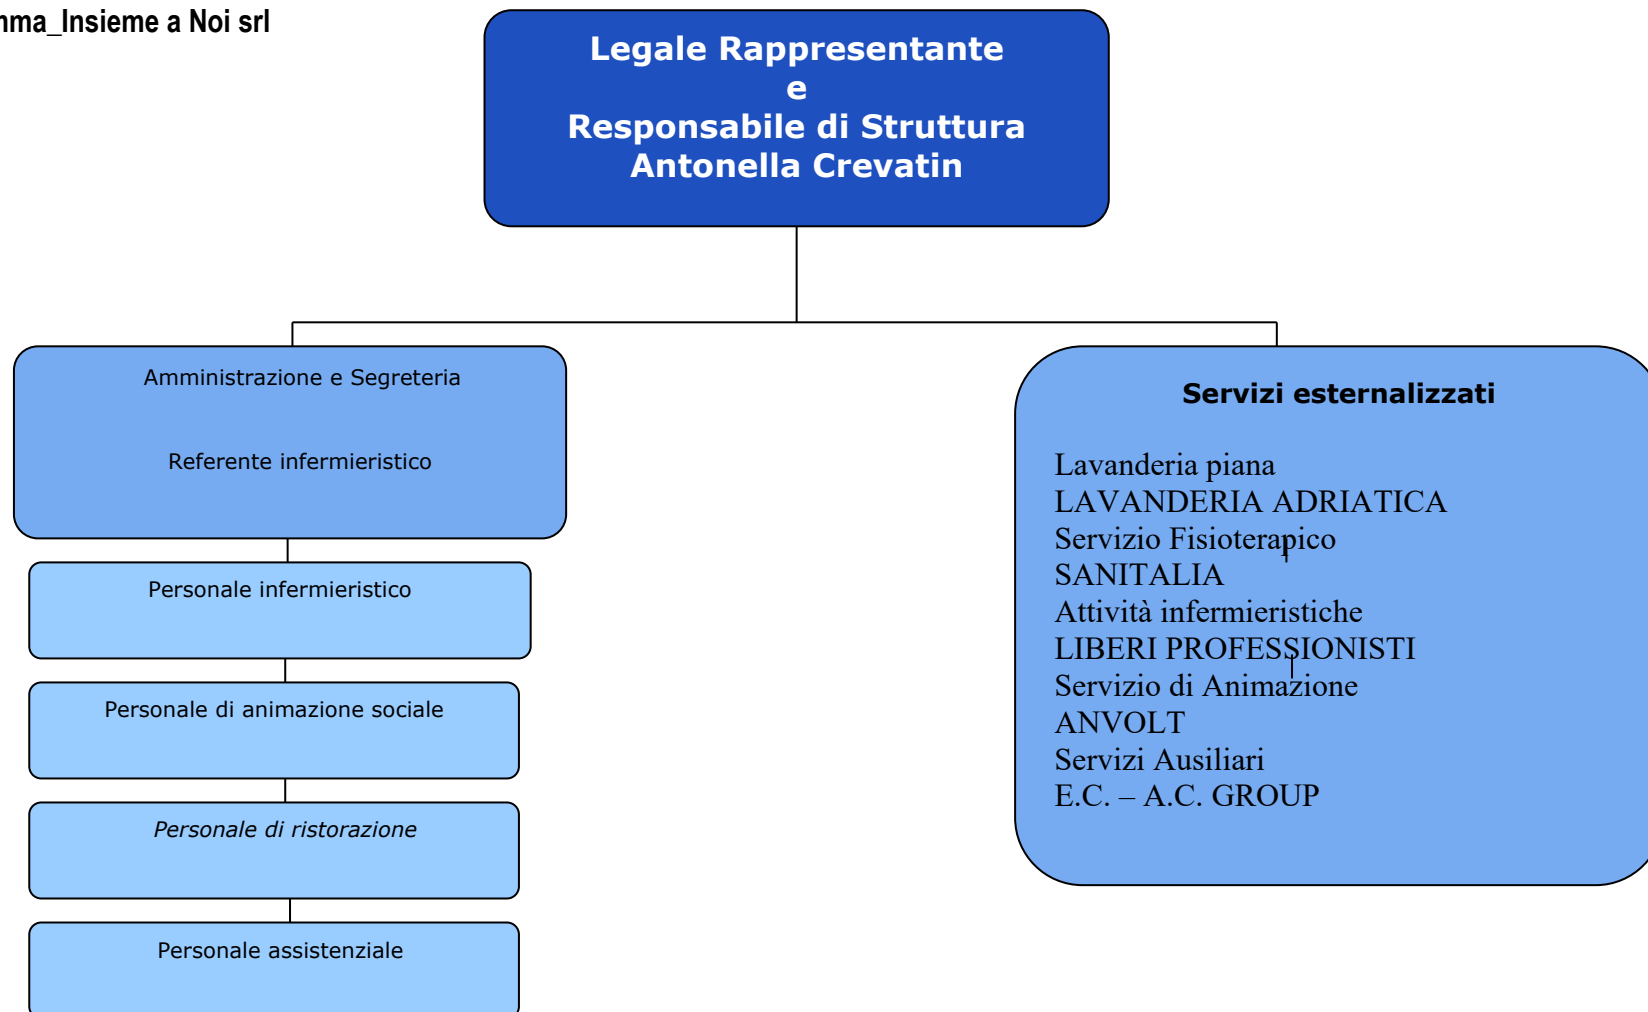 mma_Insieme a Noi srl
Legale Rappresentante
e
Responsabile di Struttura
Antonella Crevatin
Amministrazione e Segreteria
Referente infermieristico
Personale infermieristico
Personale di animazione sociale
Personale di ristorazione
Personale assistenziale
Servizi esternalizzati
Lavanderia piana
LAVANDERIA ADRIATICA
Servizio Fisioterapico
SANITALIA
Attività infermieristiche
LIBERI PROFESSIONISTI
Servizio di Animazione
ANVOLT
Servizi Ausiliari
E.C. – A.C. GROUP